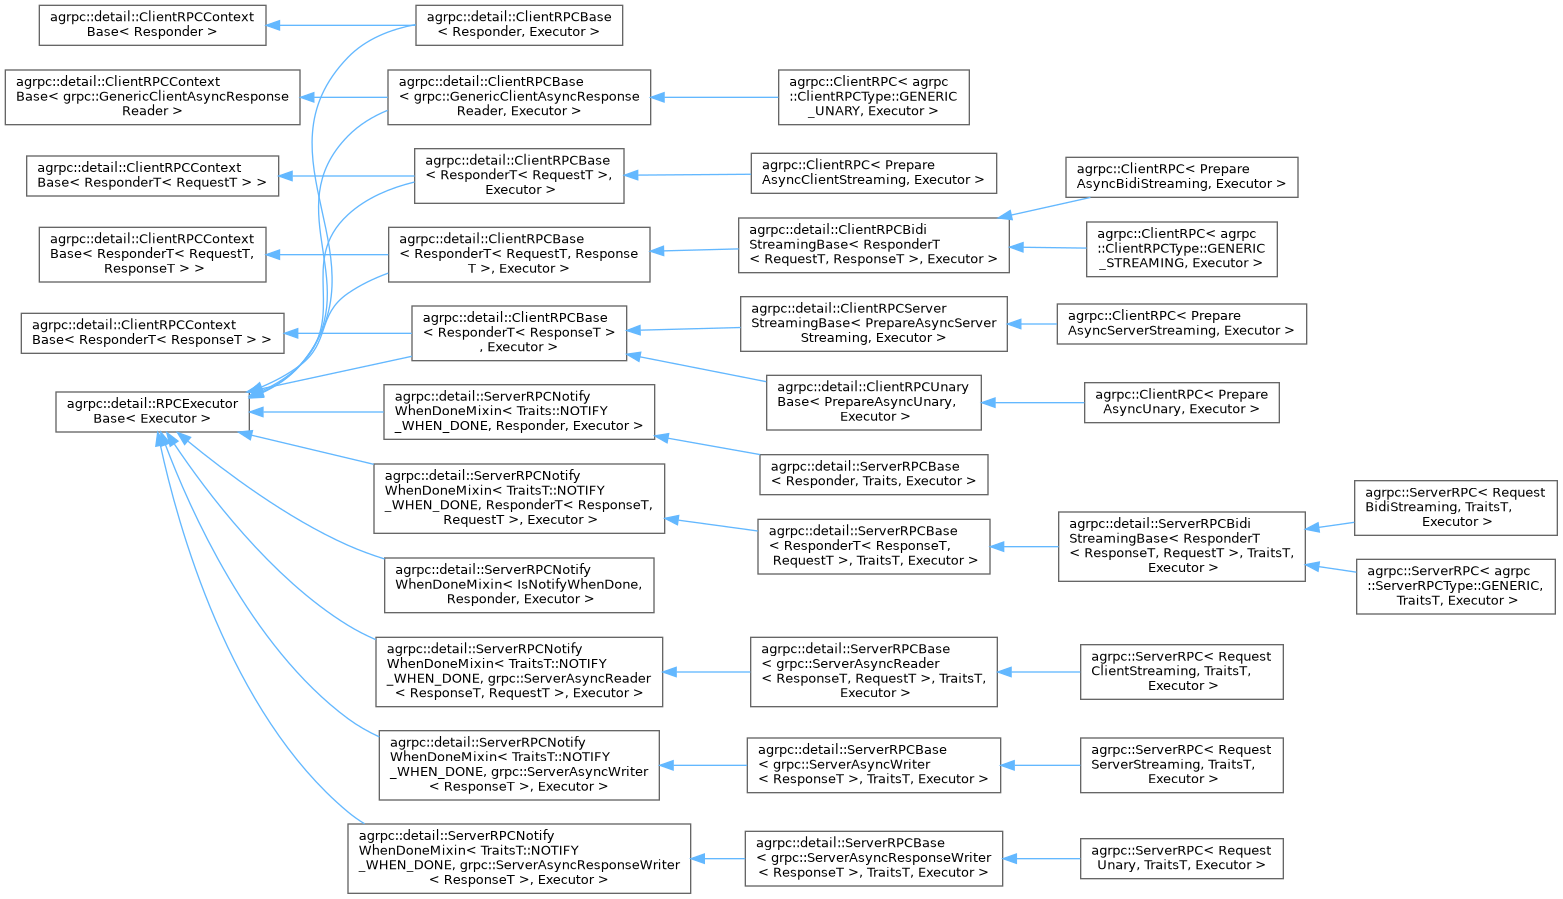 agrpc::detail::ClientRPCContext
Base< Responder >
agrpc::detail::ClientRPCBase
< Responder, Executor >
agrpc::detail::ClientRPCContext
Base< grpc::GenericClientAsyncResponse
Reader >
agrpc::detail::ClientRPCBase
< grpc::GenericClientAsyncResponse
Reader, Executor >
agrpc::ClientRPC< agrpc
::ClientRPCType::GENERIC
_UNARY, Executor >
agrpc::detail::ClientRPCContext
Base< ResponderT< RequestT > >
agrpc::detail::ClientRPCBase
< ResponderT< RequestT >,
Executor >
agrpc::ClientRPC< Prepare
AsyncClientStreaming, Executor >
agrpc::ClientRPC< Prepare
AsyncBidiStreaming, Executor >
agrpc::detail::ClientRPCContext
Base< ResponderT< RequestT,
ResponseT > >
agrpc::detail::ClientRPCBase
< ResponderT< RequestT, Response
T >, Executor >
agrpc::detail::ClientRPCBidi
StreamingBase< ResponderT
< RequestT, ResponseT >, Executor >
agrpc::ClientRPC< agrpc
::ClientRPCType::GENERIC
_STREAMING, Executor >
agrpc::detail::ClientRPCContext
Base< ResponderT< ResponseT > >
agrpc::detail::ClientRPCBase
< ResponderT< ResponseT >
, Executor >
agrpc::detail::ClientRPCServer
StreamingBase< PrepareAsyncServer
Streaming, Executor >
agrpc::ClientRPC< Prepare
AsyncServerStreaming, Executor >
agrpc::detail::ClientRPCUnary
Base< PrepareAsyncUnary,
Executor >
agrpc::ClientRPC< Prepare
AsyncUnary, Executor >
agrpc::detail::RPCExecutor
Base< Executor >
agrpc::detail::ServerRPCNotify
WhenDoneMixin< Traits::NOTIFY
_WHEN_DONE, Responder, Executor >
agrpc::detail::ServerRPCBase
< Responder, Traits, Executor >
agrpc::detail::ServerRPCNotify
WhenDoneMixin< TraitsT::NOTIFY
_WHEN_DONE, ResponderT< ResponseT,
RequestT >, Executor >
agrpc::detail::ServerRPCBase
< ResponderT< ResponseT,
RequestT >, TraitsT, Executor >
agrpc::detail::ServerRPCBidi
StreamingBase< ResponderT
< ResponseT, RequestT >, TraitsT,
Executor >
agrpc::ServerRPC< Request
BidiStreaming, TraitsT,
Executor >
agrpc::ServerRPC< agrpc
::ServerRPCType::GENERIC,
TraitsT, Executor >
agrpc::detail::ServerRPCNotify
WhenDoneMixin< IsNotifyWhenDone,
Responder, Executor >
agrpc::detail::ServerRPCNotify
WhenDoneMixin< TraitsT::NOTIFY
_WHEN_DONE, grpc::ServerAsyncReader
< ResponseT, RequestT >, Executor >
agrpc::detail::ServerRPCBase
< grpc::ServerAsyncReader
< ResponseT, RequestT >, TraitsT,
Executor >
agrpc::ServerRPC< Request
ClientStreaming, TraitsT,
Executor >
agrpc::detail::ServerRPCNotify
WhenDoneMixin< TraitsT::NOTIFY
_WHEN_DONE, grpc::ServerAsyncWriter
< ResponseT >, Executor >
agrpc::detail::ServerRPCBase
< grpc::ServerAsyncWriter
< ResponseT >, TraitsT, Executor >
agrpc::ServerRPC< Request
ServerStreaming, TraitsT,
Executor >
agrpc::detail::ServerRPCNotify
WhenDoneMixin< TraitsT::NOTIFY
_WHEN_DONE, grpc::ServerAsyncResponseWriter
< ResponseT >, Executor >
agrpc::detail::ServerRPCBase
< grpc::ServerAsyncResponseWriter
< ResponseT >, TraitsT, Executor >
agrpc::ServerRPC< Request
Unary, TraitsT, Executor >